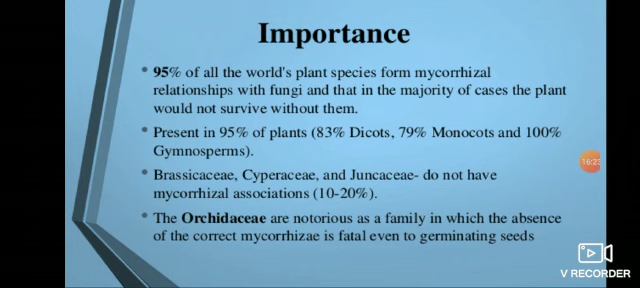 Importance
• 95% of all the world's plant species form mycorrhizal
relationships with fungi and that in the majority of cases the plant
would not survive without them.
• Present in 95% of plants (83% Dicots, 79% Monocots and 100%
Gymnosperms).
• Brassicaceae, Cyperaceae, and Juncaceae- do not have
mycorrhizal associations (10-20%).
• The Orchidaceae are notorious as a family in which the absence
of the correct mycorrhizae is fatal even to germinating seeds
16:23
V RECORDER